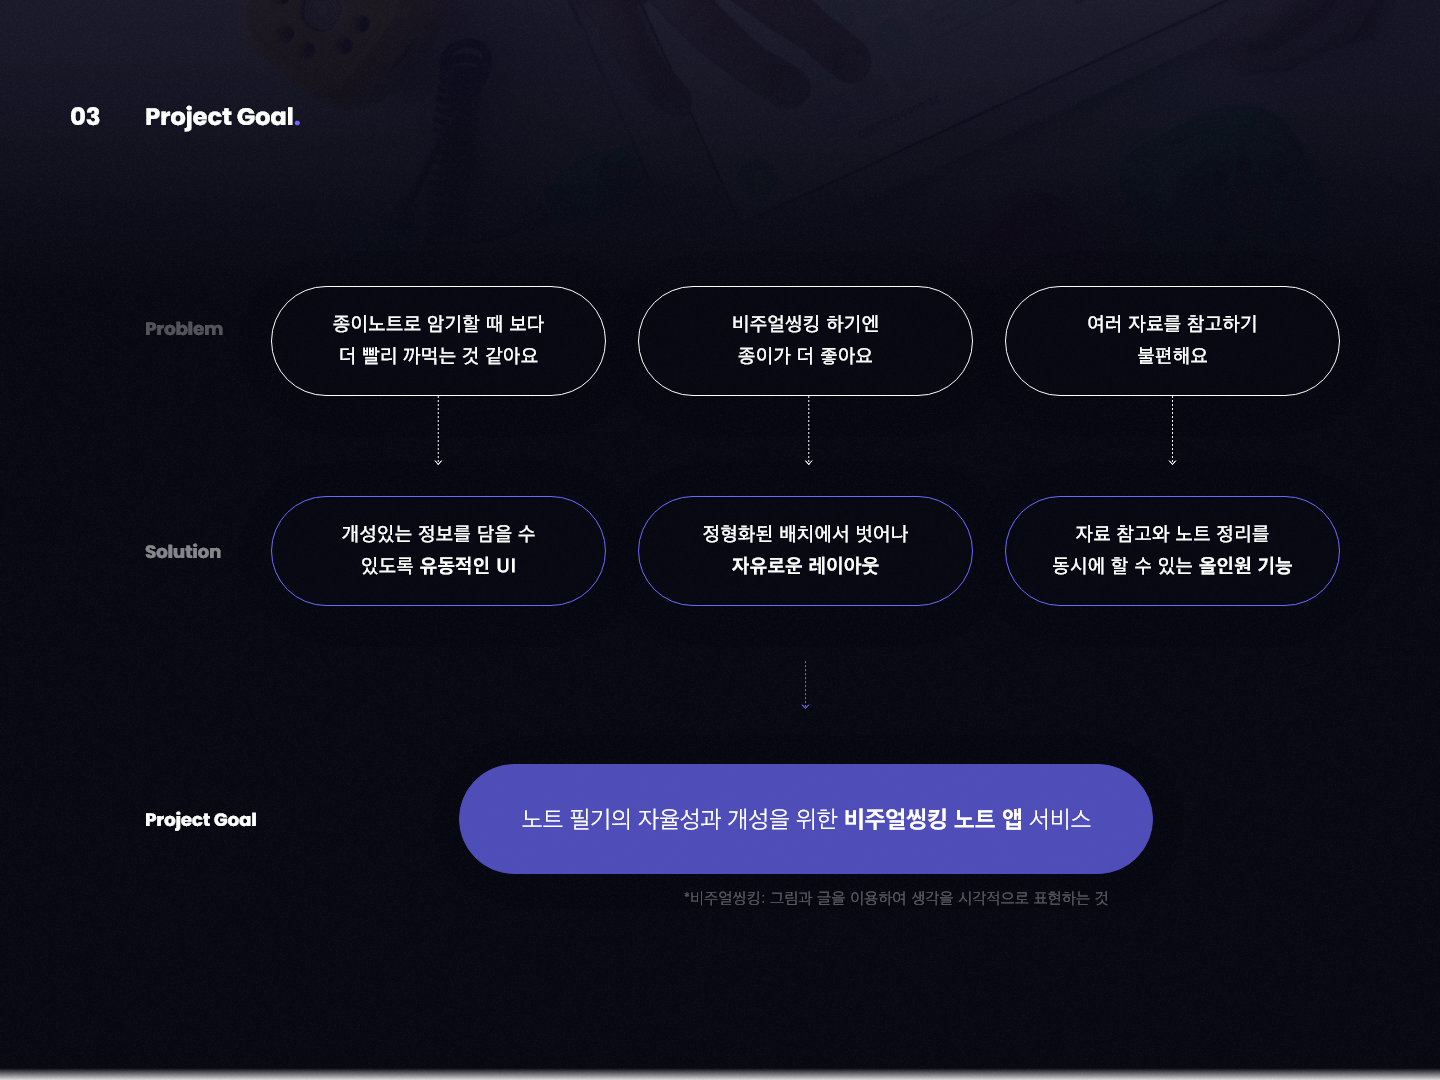 03 Project Goal.
Problem
종이노트로 암기할 때 보다
더 빨리 까먹는 것 같아요
비주얼씽킹 하기엔
종이가 더 좋아요
여러 자료를 참고하기
불편해요
Solution
개성있는 정보를 담을 수
있도록 유동적인 UI
정형화된 배치에서 벗어나
자유로운 레이아웃
자료 참고와 노트 정리를
동시에 할 수 있는 올인원 기능
Project Goal
노트 필기의 자율성과 개성을 위한 비주얼씽킹 노트 앱 서비스
*비주얼씽킹: 그림과 글을 이용하여 생각을 시각적으로 표현하는 것